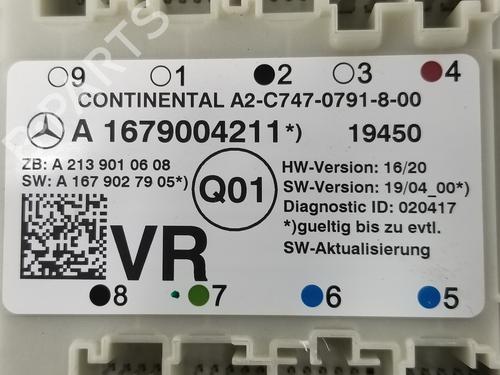 9 1 2 3 4
CONTINENTAL A2-C747-0791-8-00
A 1679004211*) 19450
ZB: A 213 901 06 08
SW: A 167 902 79 05*)
Q01
HW-Version: 16/20
SW-Version: 19/04_00*)
Diagnostic ID: 020417
*)gueltig bis zu evtl.
SW-Aktualisierung
VR
8 7 6 5